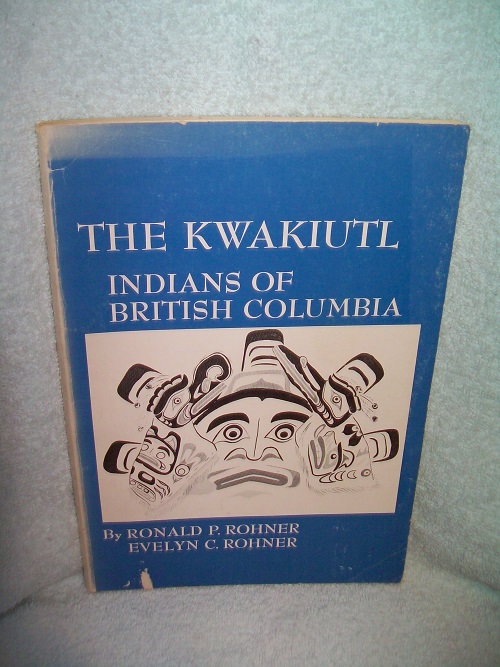 THE KWAKIUTL
INDIANS OF
BRITISH COLUMBIA
By RONALD P. ROHNER
EVELYN C. ROHNER